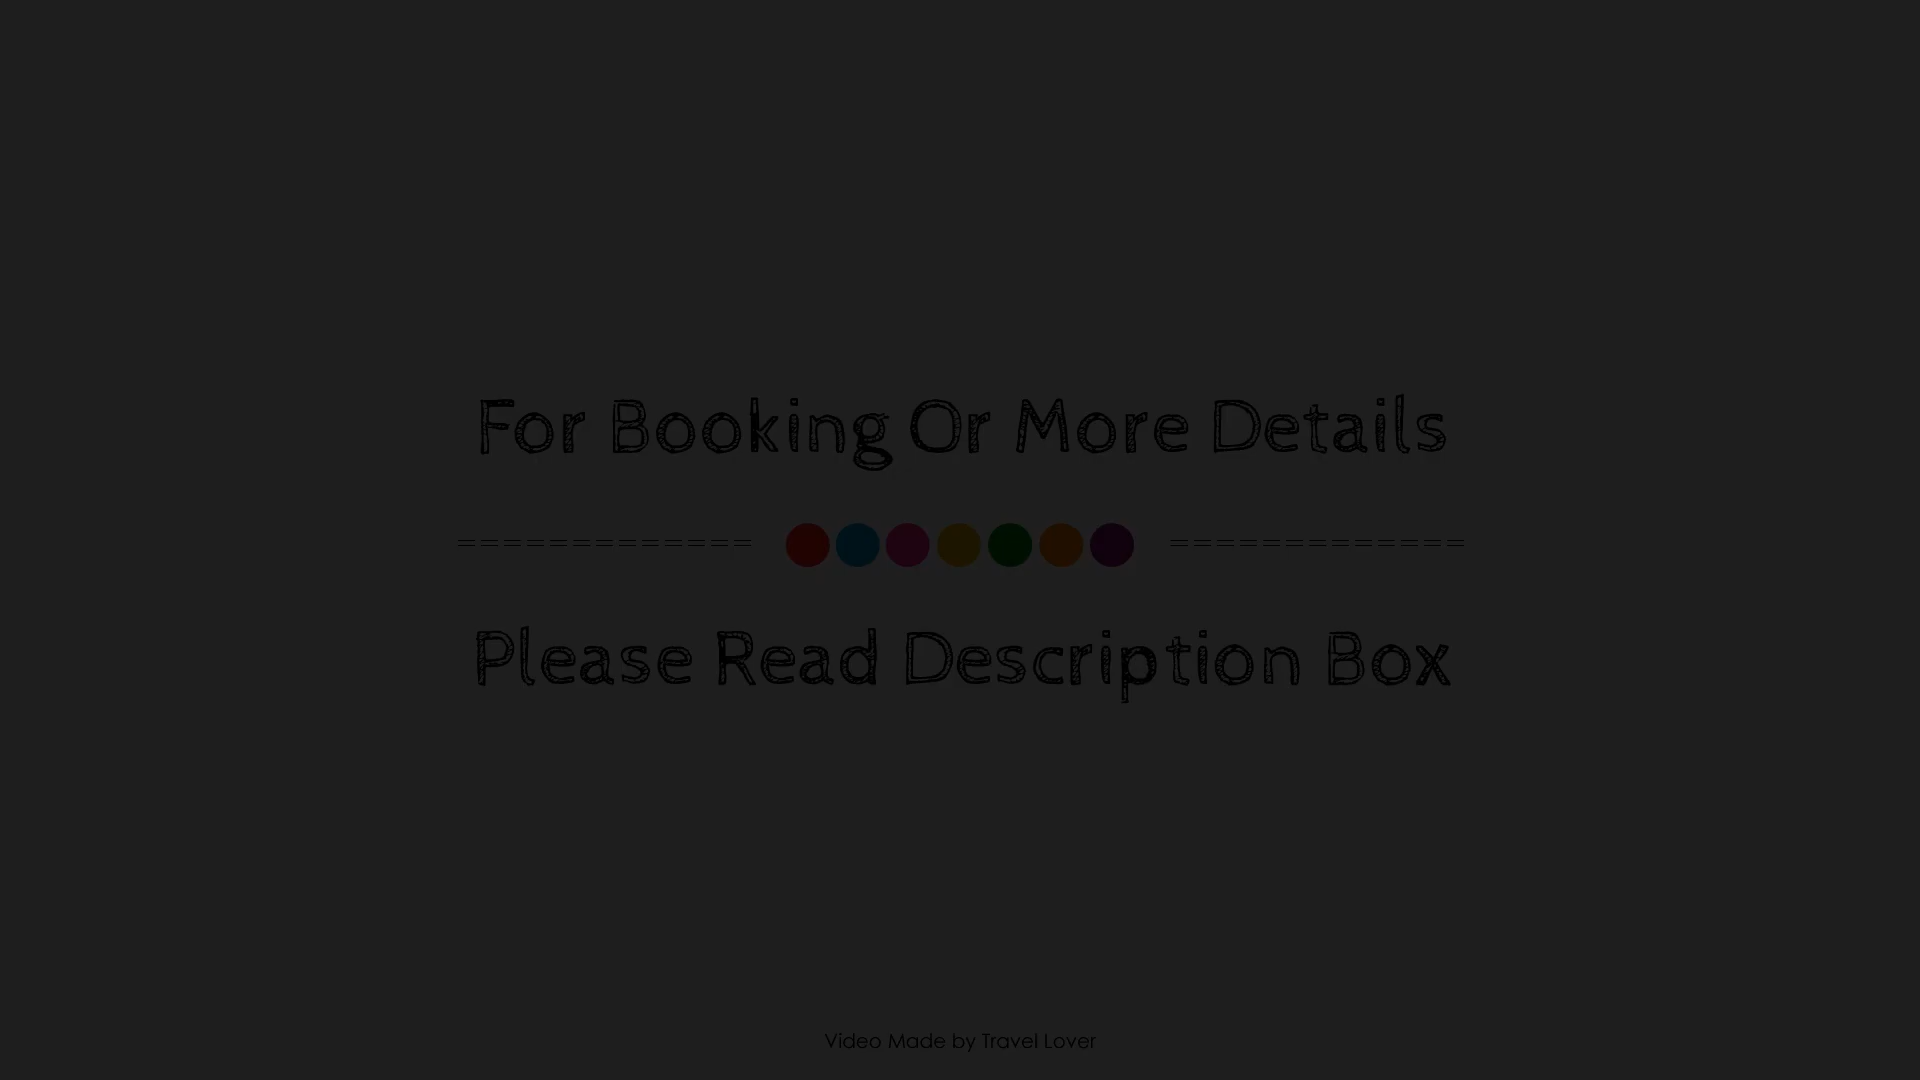 For Booking Or More Details
============= =============
Please Read Description Box
Video Made by Travel Lover